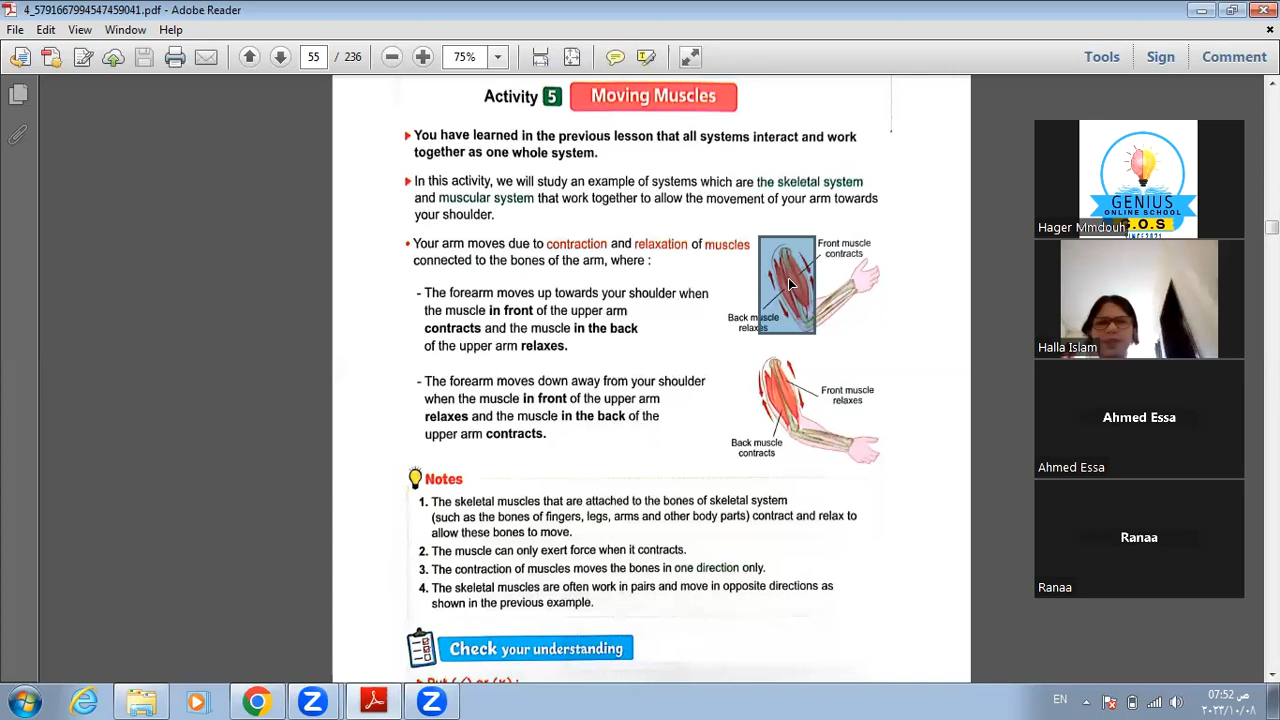 4_5791667994547459041.pdf - Adobe Reader
File Edit View Window Help
55 / 236
75%
Tools Sign Comment
Activity 5 Moving Muscles
You have learned in the previous lesson that all systems interact and work
together as one whole system.
In this activity, we will study an example of systems which are the skeletal system
and muscular system that work together to allow the movement of your arm towards
your shoulder.
• Your arm moves due to contraction and relaxation of muscles
connected to the bones of the arm, where :
- The forearm moves up towards your shoulder when
the muscle in front of the upper arm
contracts and the muscle in the back
of the upper arm relaxes.
Front muscle
contracts
Back muscle
relaxes
- The forearm moves down away from your shoulder
when the muscle in front of the upper arm
relaxes and the muscle in the back of the
upper arm contracts.
Front muscle
relaxes
Back muscle
contracts
Notes
1. The skeletal muscles that are attached to the bones of skeletal system
(such as the bones of fingers, legs, arms and other body parts) contract and relax to
allow these bones to move.
2. The muscle can only exert force when it contracts.
3. The contraction of muscles moves the bones in one direction only.
4. The skeletal muscles are often work in pairs and move in opposite directions as
shown in the previous example.
Check your understanding
GENIUS
ONLINE SCHOOL
G.O.S
Hager Mmdouh
Halla Islam
Ahmed Essa
Ahmed Essa
Ranaa
Ranaa
EN
07:52 ص
٢٠٢٣/١٠/٠٨